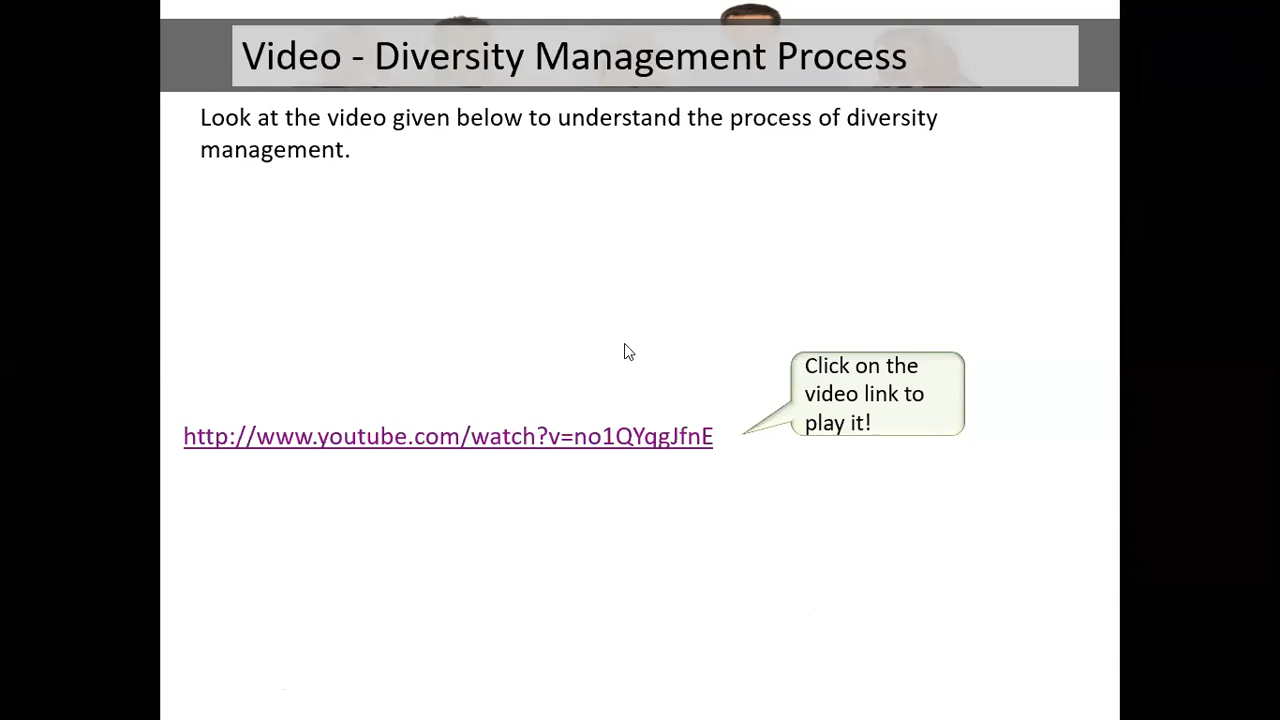 Video - Diversity Management Process
Look at the video given below to understand the process of diversity
management.
Click on the
video link to
play it!
http://www.youtube.com/watch?v=no1QYqgJfnE